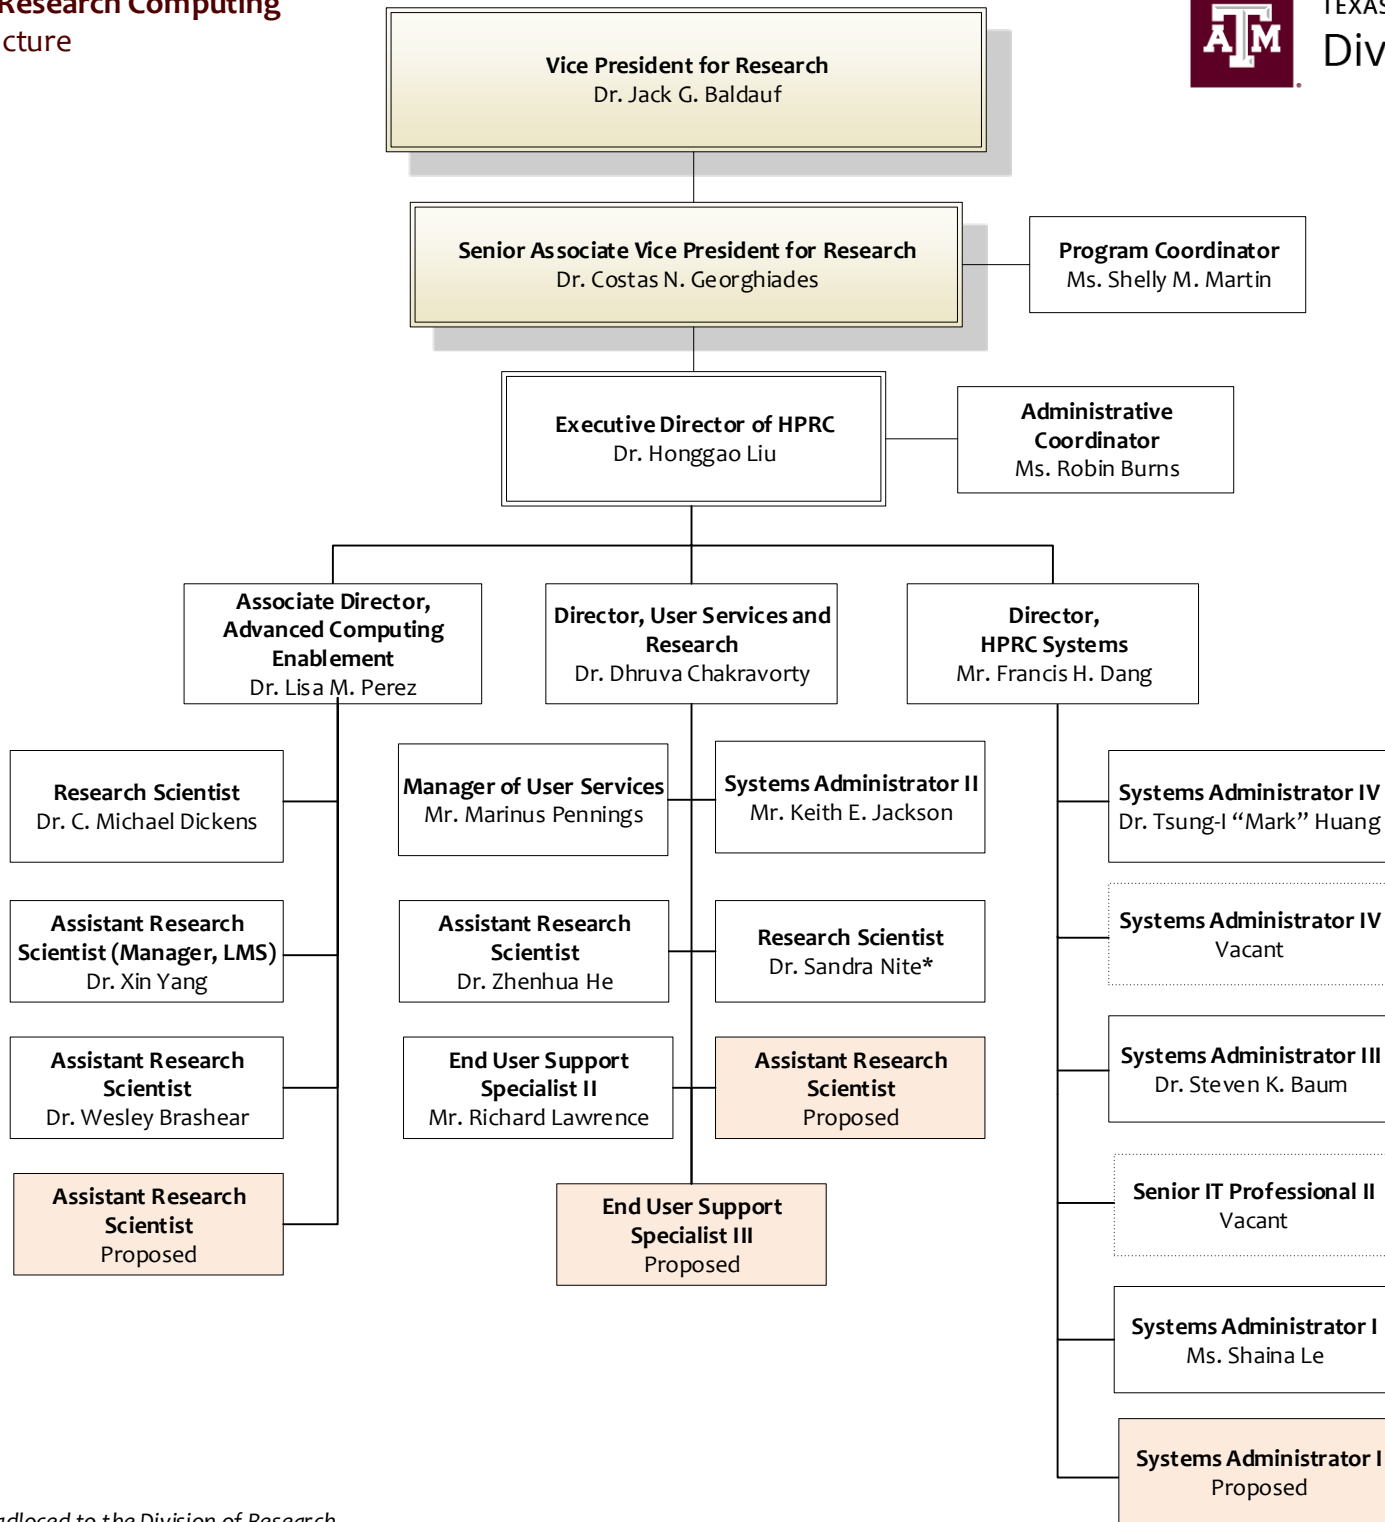 Research Computing
cture
TEXAS
Div
ATM
Vice President for Research
Dr. Jack G. Baldauf
Senior Associate Vice President for Research
Dr. Costas N. Georghiades
Program Coordinator
Ms. Shelly M. Martin
Executive Director of HPRC
Dr. Honggao Liu
Administrative
Coordinator
Ms. Robin Burns
Associate Director,
Advanced Computing
Enablement
Dr. Lisa M. Perez
Director, User Services and
Research
Dr. Dhruva Chakravorty
Director,
HPRC Systems
Mr. Francis H. Dang
Research Scientist
Dr. C. Michael Dickens
Assistant Research
Scientist (Manager, LMS)
Dr. Xin Yang
Assistant Research
Scientist
Dr. Wesley Brashear
Assistant Research
Scientist
Proposed
Manager of User Services
Mr. Marinus Pennings
Systems Administrator II
Mr. Keith E. Jackson
Assistant Research
Scientist
Dr. Zhenhua He
Research Scientist
Dr. Sandra Nite*
End User Support
Specialist II
Mr. Richard Lawrence
Assistant Research
Scientist
Proposed
End User Support
Specialist III
Proposed
Systems Administrator IV
Dr. Tsung-I “Mark” Huang
Systems Administrator IV
Vacant
Systems Administrator III
Dr. Steven K. Baum
Senior IT Professional II
Vacant
Systems Administrator I
Ms. Shaina Le
Systems Administrator I
Proposed
adloced to the Division of Research